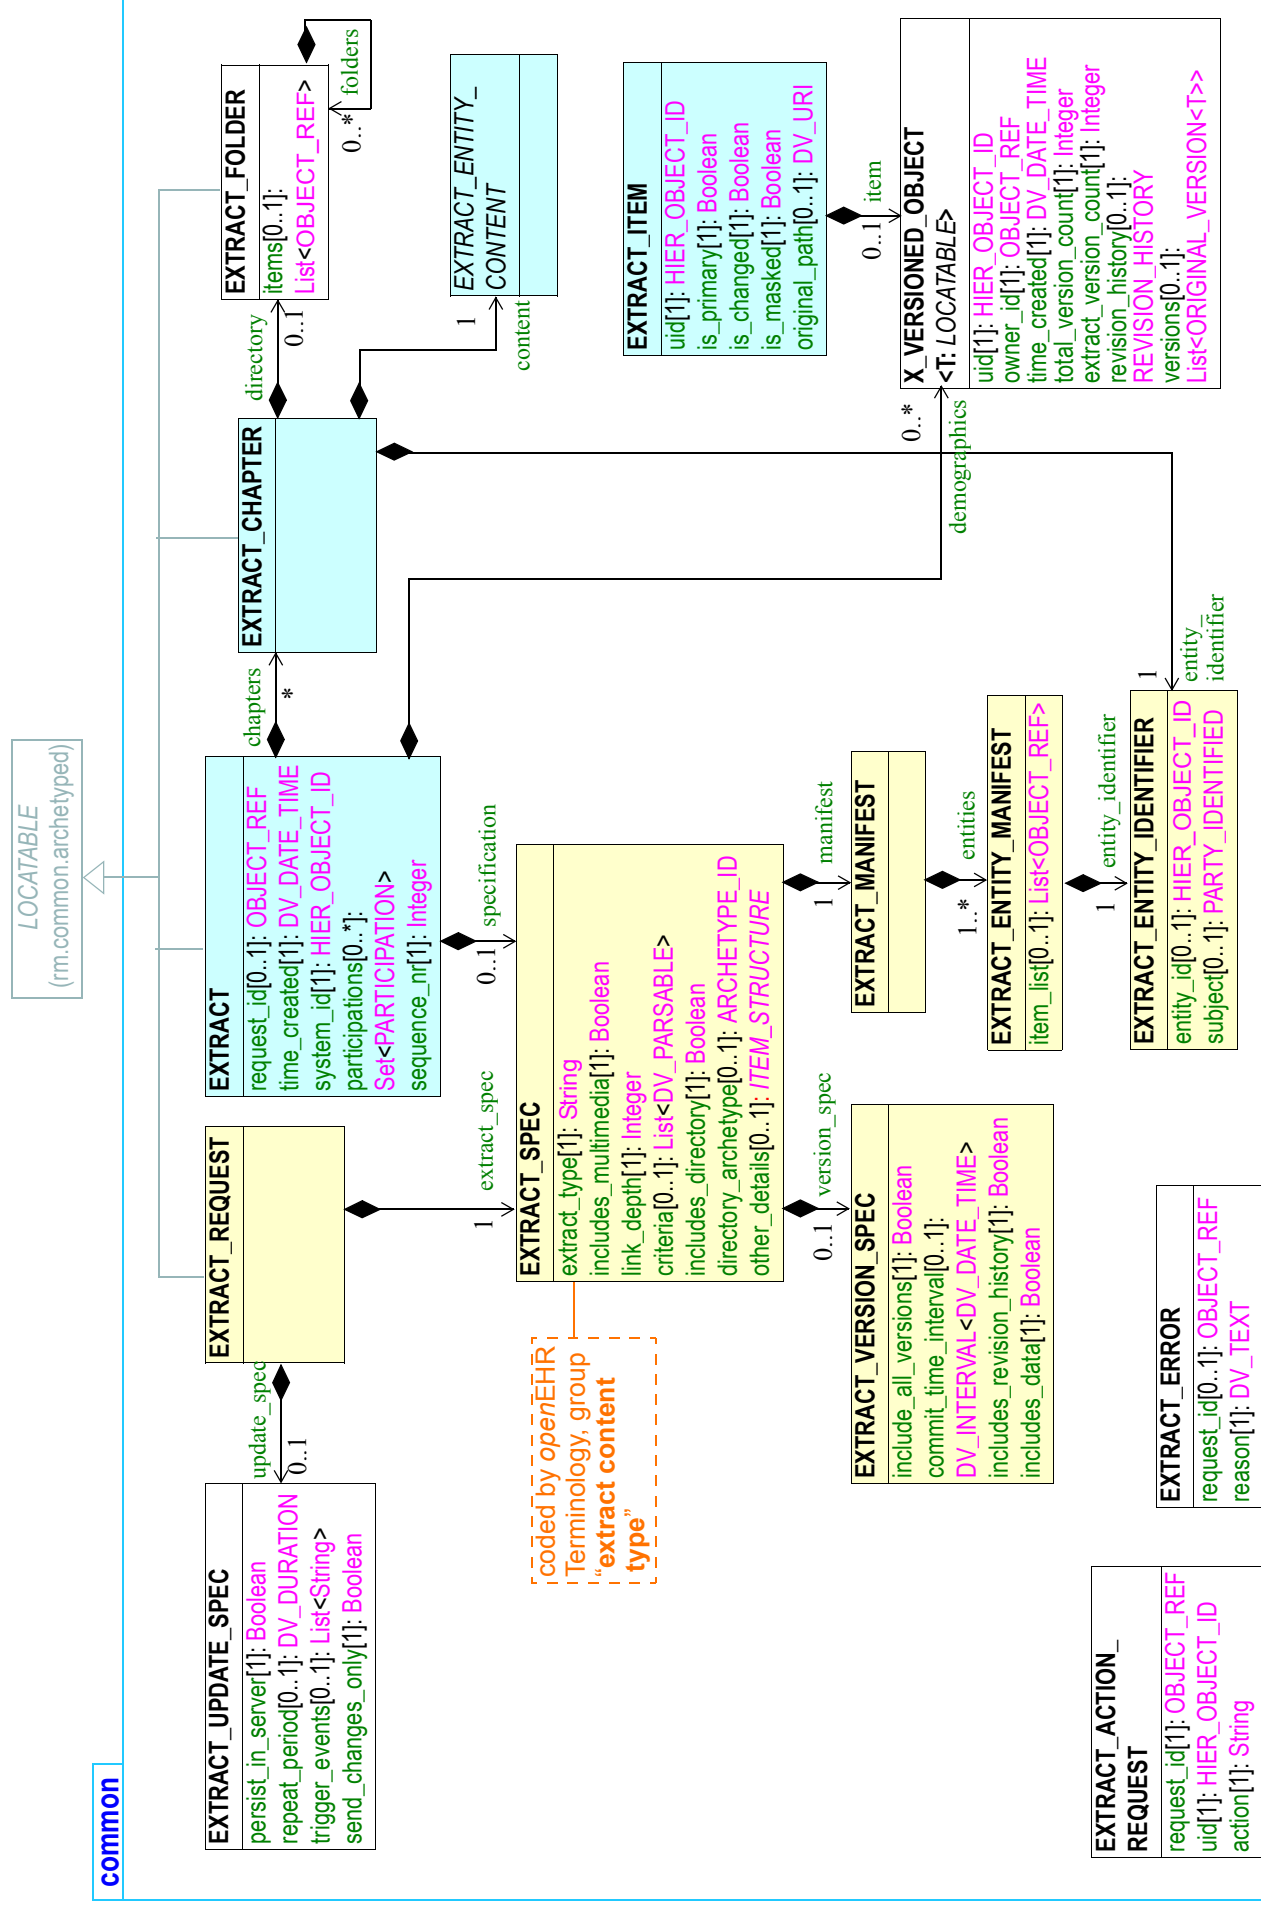 LOCATABLE
(rm.common.archetyped)
common
EXTRACT_UPDATE_SPEC
persist_in_server[1]: Boolean
repeat_period[0..1]: DV_DURATION
trigger_events[0..1]: List<String>
send_changes_only[1]: Boolean
update_spec
0..1
EXTRACT_REQUEST
EXTRACT
request_id[0..1]: OBJECT_REF
time_created[1]: DV_DATE_TIME
system_id[1]: HIER_OBJECT_ID
participations[0..*]:
Set<PARTICIPATION>
sequence_nr[1]: Integer
chapters
*
EXTRACT_CHAPTER
directory
0..1
EXTRACT_FOLDER
items[0..1]:
List<OBJECT_REF>
folders
0..*
EXTRACT_ENTITY_
CONTENT
1
content
extract_spec
1
specification
0..1
coded by openEHR
Terminology, group
“extract content
type”
EXTRACT_SPEC
extract_type[1]: String
includes_multimedia[1]: Boolean
link_depth[1]: Integer
criteria[0..1]: List<DV_PARSABLE>
includes_directory[1]: Boolean
directory_archetype[0..1]: ARCHETYPE_ID
other_details[0..1]: ITEM_STRUCTURE
EXTRACT_ITEM
uid[1]: HIER_OBJECT_ID
is_primary[1]: Boolean
is_changed[1]: Boolean
is_masked[1]: Boolean
original_path[0..1]: DV_URI
version_spec
0..1
manifest
1
item
0..1
EXTRACT_VERSION_SPEC
include_all_versions[1]: Boolean
commit_time_interval[0..1]:
DV_INTERVAL<DV_DATE_TIME>
includes_revision_history[1]: Boolean
includes_data[1]: Boolean
EXTRACT_MANIFEST
0..*
demographics
X_VERSIONED_OBJECT
<T: LOCATABLE>
uid[1]: HIER_OBJECT_ID
owner_id[1]: OBJECT_REF
time_created[1]: DV_DATE_TIME
total_version_count[1]: Integer
extract_version_count[1]: Integer
revision_history[0..1]:
REVISION_HISTORY
versions[0..1]:
List<ORIGINAL_VERSION<T>>
entities
1..*
EXTRACT_ENTITY_MANIFEST
item_list[0..1]: List<OBJECT_REF>
entity_identifier
1
EXTRACT_ENTITY_IDENTIFIER
entity_id[0..1]: HIER_OBJECT_ID
subject[0..1]: PARTY_IDENTIFIED
1
entity_
identifier
EXTRACT_ACTION_
REQUEST
request_id[1]: OBJECT_REF
uid[1]: HIER_OBJECT_ID
action[1]: String
EXTRACT_ERROR
request_id[0..1]: OBJECT_REF
reason[1]: DV_TEXT